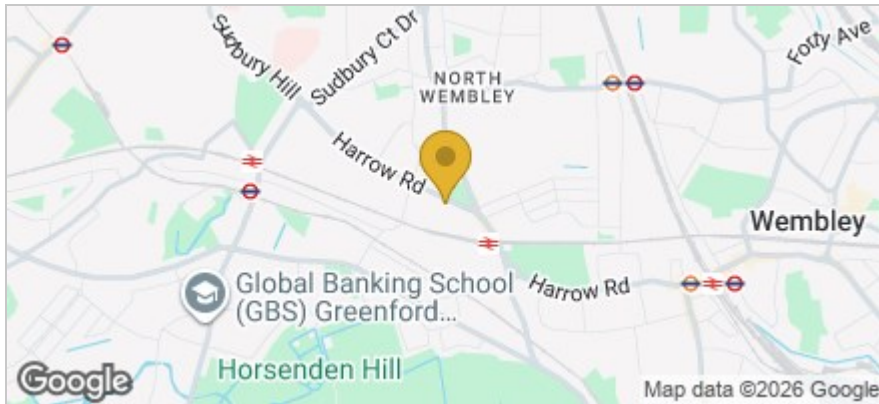 Sudbury Hill
Sudbury Ct Dr
Forty Ave
NORTH
WEMBLEY
Harrow Rd
Wembley
Global Banking School
(GBS) Greenford...
Harrow Rd
Horsenden Hill
Google
Map data ©2026 Google